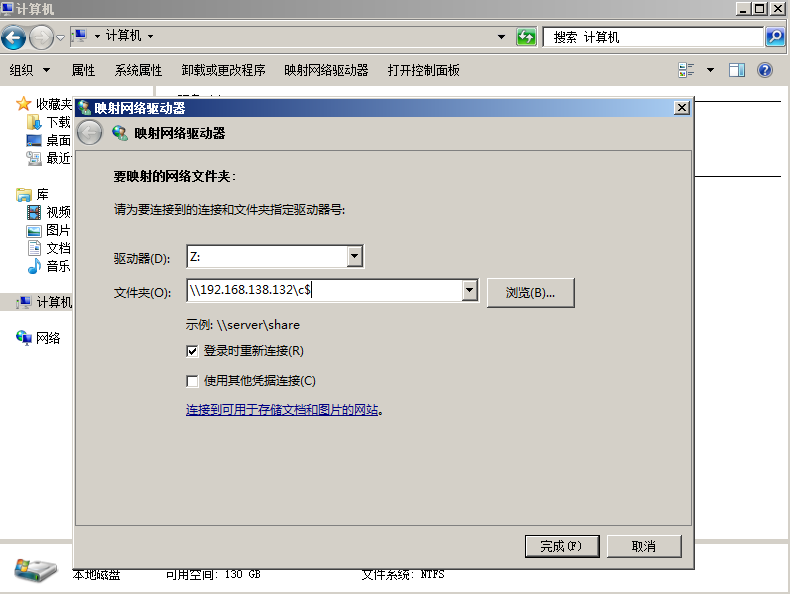 计算机
计算机
搜索 计算机
组织 属性 系统属性 卸载或更改程序 映射网络驱动器 打开控制面板
收藏夹
下载
桌面
最近
库
视频
图片
文档
音乐
计算机
网络
映射网络驱动器
映射网络驱动器
要映射的网络文件夹:
请为要连接到的连接和文件夹指定驱动器号:
驱动器(D): Z:
文件夹(O): \\192.168.138.132\c$ 浏览(B)...
示例: \\server\share
登录时重新连接(R)
使用其他凭据连接(C)
连接到可用于存储文档和图片的网站。
完成(F) 取消
本地磁盘 可用空间: 130 GB 文件系统: NTFS